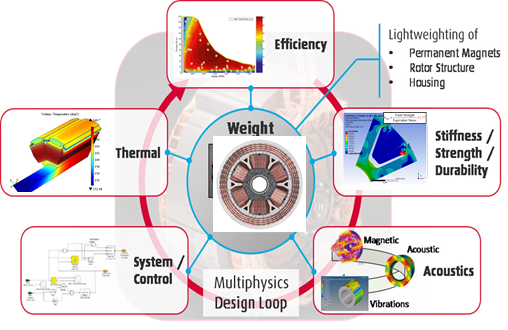 Efficiency
Lightweighting of
• Permanent Magnets
• Rotor Structure
• Housing
Weight
Thermal
Stiffness /
Strength /
Durability
System /
Control
Multiphysics
Design Loop
Magnetic
Acoustic
Acoustics
Vibrations